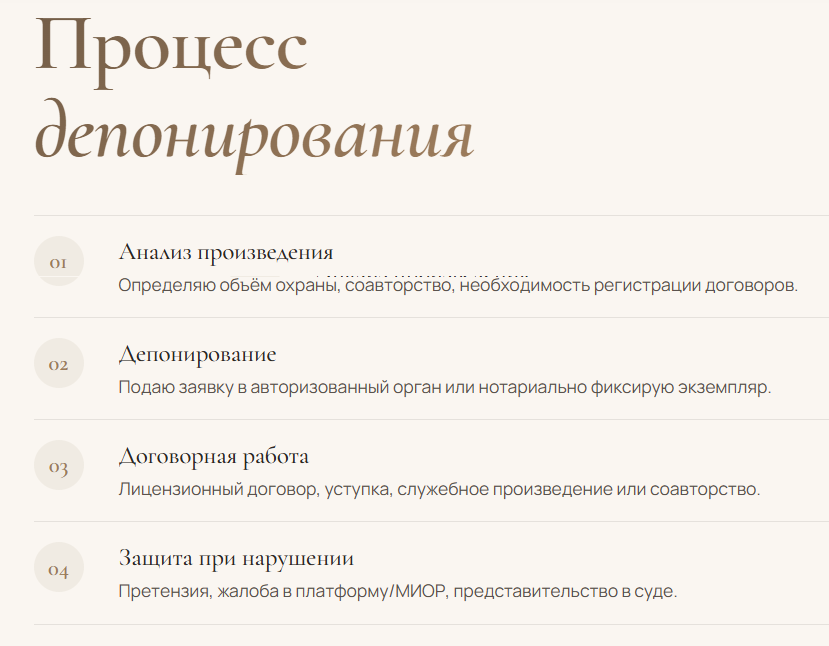 Процесс
депонирования
01
Анализ произведения
Определяю объём охраны, соавторство, необходимость регистрации договоров.
02
Депонирование
Подаю заявку в авторизованный орган или нотариально фиксирую экземпляр.
03
Договорная работа
Лицензионный договор, уступка, служебное произведение или соавторство.
04
Защита при нарушении
Претензия, жалоба в платформу/МИОР, представительство в суде.